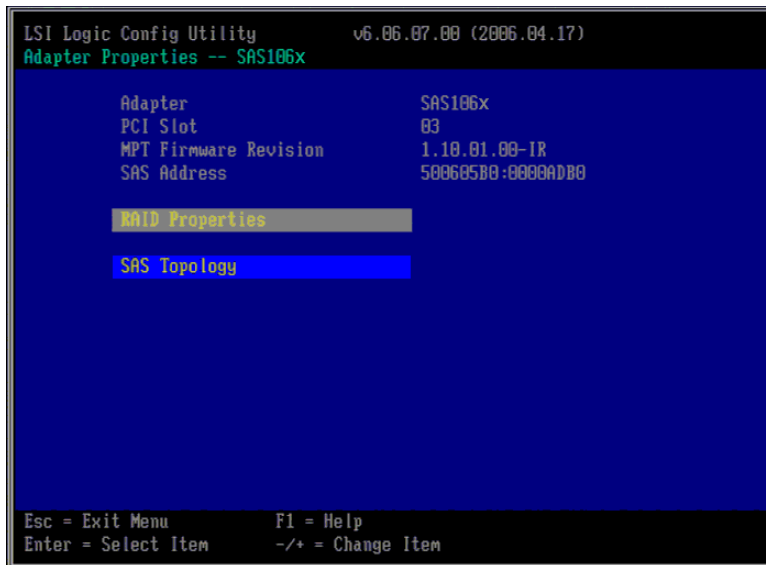 LSI Logic Config Utility v6.06.07.00 (2006.04.17)
Adapter Properties -- SAS106x
Adapter SAS106x
PCI Slot 03
MPT Firmware Revision 1.10.01.00-IR
SAS Address 500605B0:0000ADB0
RAID Properties
SAS Topology
Esc = Exit Menu F1 = Help
Enter = Select Item -/+ = Change Item